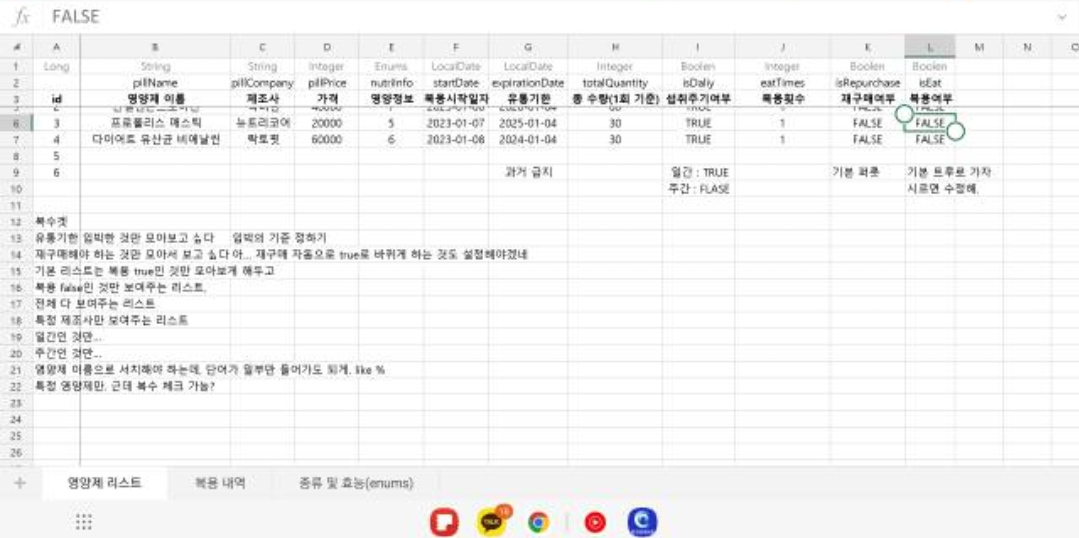 fx FALSE
A B C D E F G H I J K L M N
1 Long String String Integer Enums LocalDate LocalDate Integer Boolen Integer Boolen Boolen
2 pillName pillCompany pillPrice nutriInfo startDate expirationDate totalQuantity isDaily eatTimes isRepurchase isEat
3 id 영양제 이름 제조사 가격 영양정보 복용시작일자 유통기한 총 수량(1회 기준) 섭취주기여부 복용횟수 재구매여부 복용여부
6 3 프로폴리스 매스틱 뉴트리코어 20000 5 2023-01-07 2025-01-04 30 TRUE 1 FALSE FALSE
7 4 다이어트 유산균 비에날씬 락토핏 60000 6 2023-01-08 2024-01-04 30 TRUE 1 FALSE FALSE
8 5
9 6 과거 금지 일간 : TRUE 기본 펄롯 기본 트루로 가자
10 주간 : FLASE 시르면 수정해.
11
12 복수겟
13 유통기한 임박한 것만 모아보고 싶다 임박의 기준 정하기
14 재구매해야 하는 것만 모아서 보고 싶다 아... 재구매 자동으로 true로 바뀌게 하는 것도 설정해야겠네
15 기본 리스트는 복용 true인 것만 모아보게 해두고
16 복용 false인 것만 보여주는 리스트,
17 전체 다 보여주는 리스트
18 특정 제조사만 보여주는 리스트
19 일간인 것만...
20 주간인 것만...
21 영양제 이름으로 서치해야 하는데, 단어가 일부만 들어가도 되게. like %
22 특정 영양제만. 근데 복수 체크 가능?
23
24
25
26
영양제 리스트 복용 내역 종류 및 효능(enums)
TALK